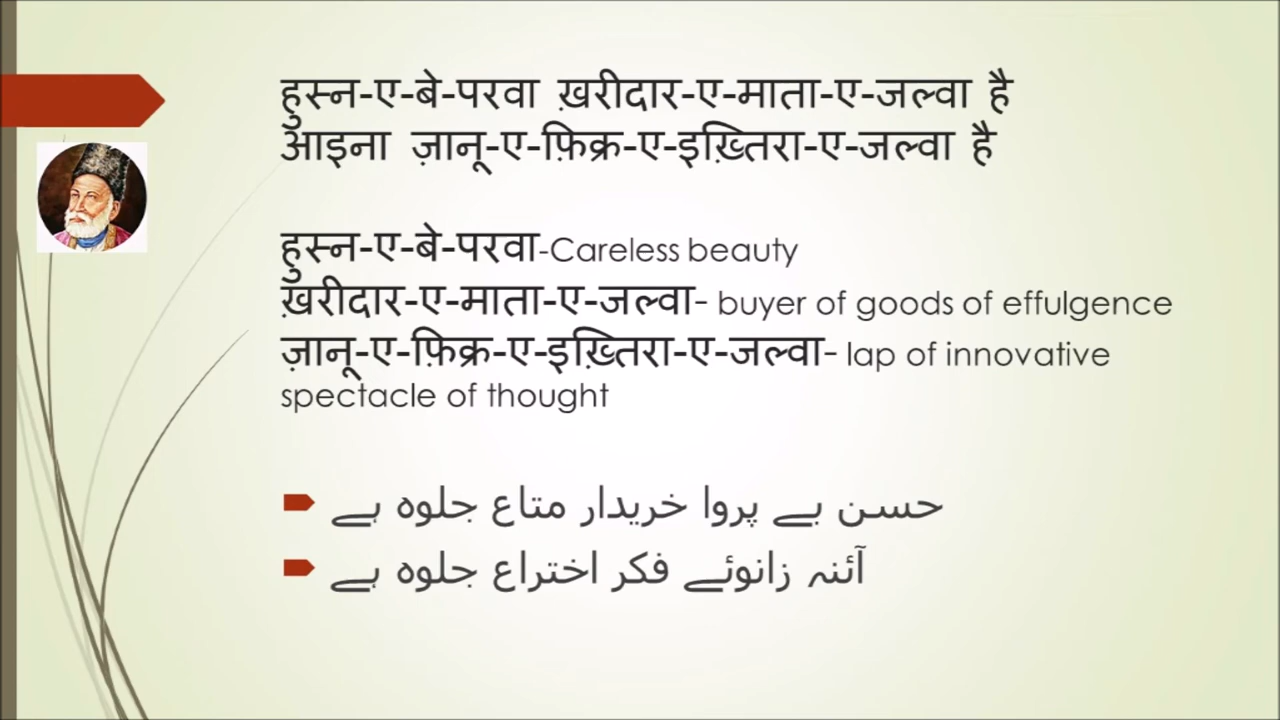 हुस्न-ए-बे-परवा ख़रीदार-ए-माता-ए-जल्वा है
आइना ज़ानू-ए-फ़िक्र-ए-इख़्तिरा-ए-जल्वा है
हुस्न-ए-बे-परवा-Careless beauty
ख़रीदार-ए-माता-ए-जल्वा- buyer of goods of effulgence
ज़ानू-ए-फ़िक्र-ए-इख़्तिरा-ए-जल्वा- lap of innovative
spectacle of thought
حسن بے پروا خریدار متاع جلوہ ہے
آئنہ زانوئے فکر اختراع جلوہ ہے